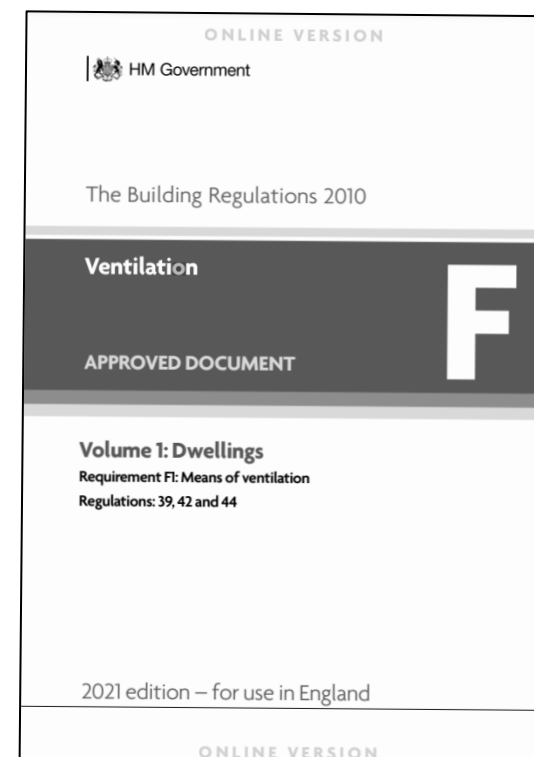 ONLINE VERSION
HM Government
The Building Regulations 2010
Ventilation
F
APPROVED DOCUMENT
Volume 1: Dwellings
Requirement F1: Means of ventilation
Regulations: 39, 42 and 44
2021 edition – for use in England
ONLINE VERSION